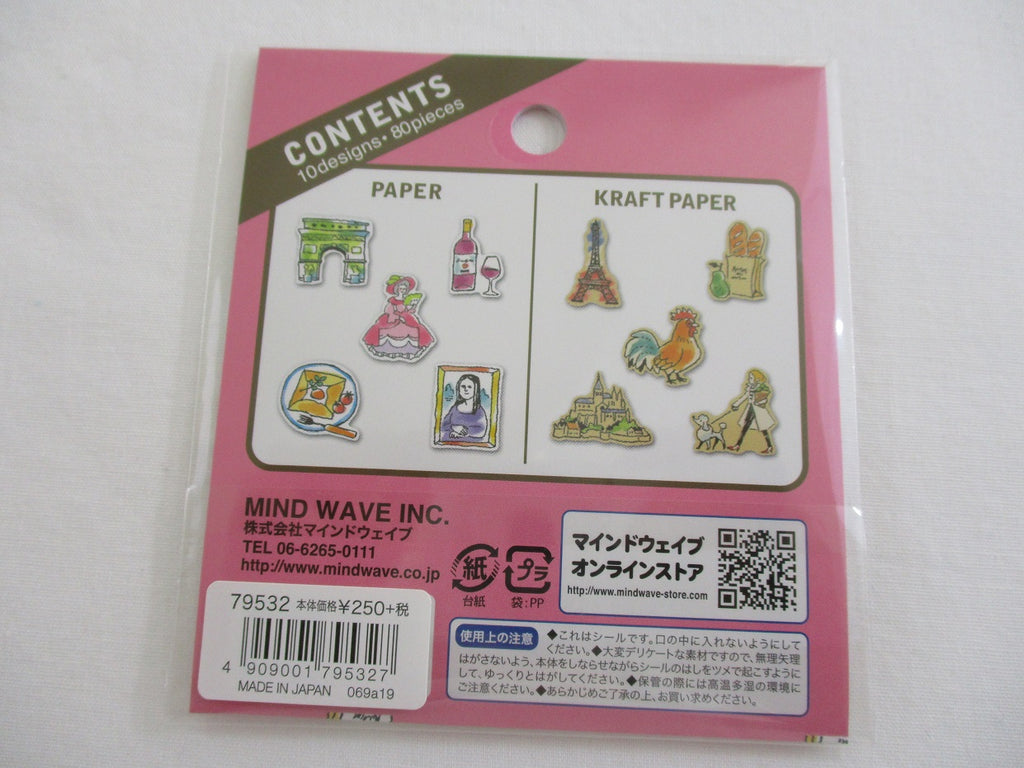 CONTENTS
10designs・80pieces
PAPER
KRAFT PAPER
MIND WAVE INC.
株式会社マインドウェイブ
TEL 06-6265-0111
http://www.mindwave.co.jp
紙
台紙
プラ
袋:PP
マインドウェイブ
オンラインストア
http://www.mindwave-store.com
79532 本体価格¥250+税
4 909001 795327
MADE IN JAPAN 069a19
使用上の注意
◆これはシールです。口の中に入れないようにして
ください。◆大変デリケートな素材ですので、無理矢理
はがさないよう、本体をしならせながらシールのはしをツメで起こすように
して、ゆっくりとはがしてください。◆保管の際には高温多湿の環境に
ご注意ください。◆あらかじめご了承の上、お買い求めください。